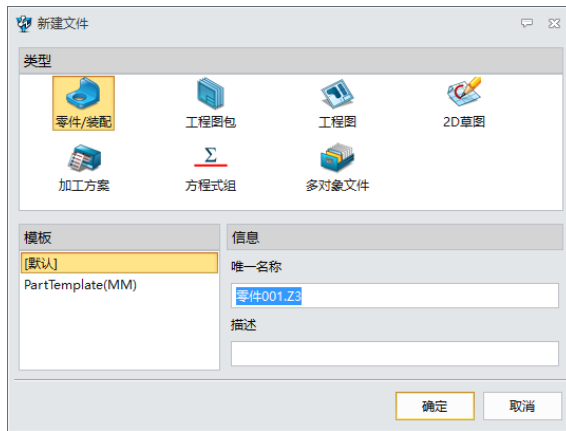 新建文件
类型
零件/装配
工程图包
工程图
2D草图
加工方案
方程式组
多对象文件
模板
[默认]
PartTemplate(MM)
信息
唯一名称
零件001.Z3
描述
确定
取消